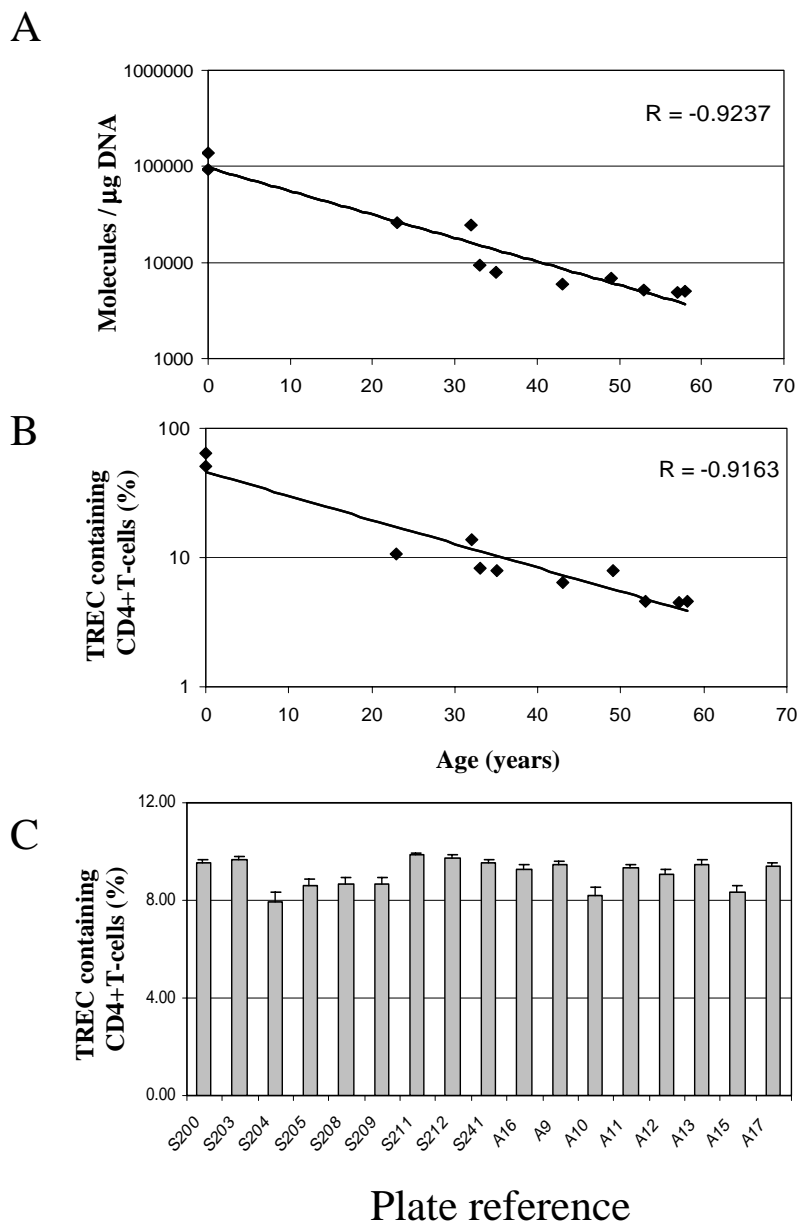 A
1000000
100000
10000
1000
Molecules / µg DNA
R = -0.9237
0 10 20 30 40 50 60 70
B
100
10
1
TREC containing
CD4+T-cells (%)
R = -0.9163
0 10 20 30 40 50 60 70
Age (years)
C
12.00
8.00
4.00
0.00
TREC containing
CD4+T-cells (%)
S200 S203 S204 S205 S208 S209 S211 S212 S241 A16 A9 A10 A11 A12 A13 A15 A17
Plate reference